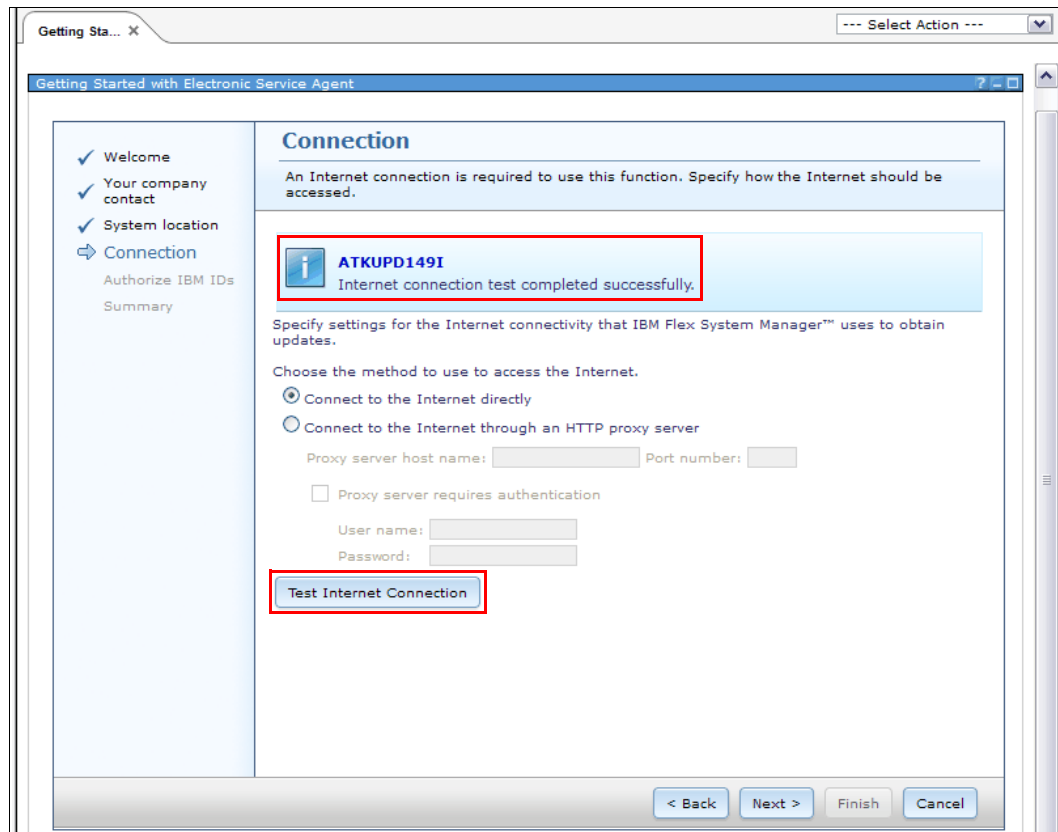 Getting Sta...
--- Select Action ---
Getting Started with Electronic Service Agent
Welcome
Your company
contact
System location
Connection
Authorize IBM IDs
Summary
Connection
An Internet connection is required to use this function. Specify how the Internet should be
accessed.
ATKUPD149I
Internet connection test completed successfully.
Specify settings for the Internet connectivity that IBM Flex System Manager™ uses to obtain
updates.
Choose the method to use to access the Internet.
Connect to the Internet directly
Connect to the Internet through an HTTP proxy server
Proxy server host name: Port number:
Proxy server requires authentication
User name:
Password:
Test Internet Connection
< Back Next > Finish Cancel